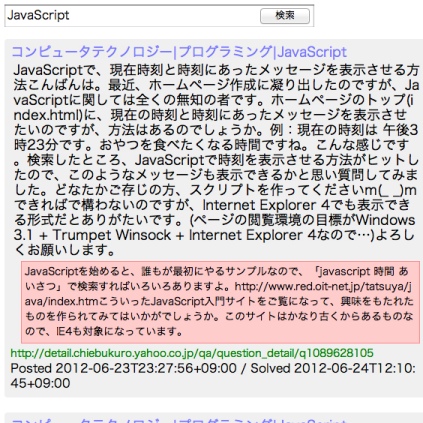 JavaScript 検索
コンピュータテクノロジー|プログラミング|JavaScript
JavaScriptで、現在時刻と時刻にあったメッセージを表示させる方
法こんばんは。最近、ホームページ作成に凝り出したのですが、Ja
vaScriptに関しては全くの無知の者です。ホームページのトップ(i
ndex.html)に、現在の時刻と時刻にあったメッセージを表示させ
たいのですが、方法はあるのでしょうか。例：現在の時刻は 午後3
時23分です。おやつを食べたくなる時間ですね。こんな感じです
。検索したところ、JavaScriptで時刻を表示させる方法がヒットし
たので、このようなメッセージも表示できるかと思い質問してみま
した。どなたかご存じの方、スクリプトを作ってくださいm(_ _)m
できればで構わないのですが、Internet Explorer 4でも表示でき
る形式だとありがたいです。(ページの閲覧環境の目標がWindows
3.1 + Trumpet Winsock + Internet Explorer 4なので…)よろし
くお願いします。
JavaScriptを始めると、誰もが最初にやるサンプルなので、「javascript 時間 あ
いさつ」で検索すればいろいろありますよ。http://www.red.oit-net.jp/tatsuya/j
ava/index.htmこういったJavaScript入門サイトをご覧になって、興味をもたれた
ものを作られてみてはいかがでしょうか。このサイトはかなり古くからあるものな
ので、IE4も対象になっています。
http://detail.chiebukuro.yahoo.co.jp/qa/question_detail/q1089628105
Posted 2012-06-23T23:27:56+09:00 / Solved 2012-06-24T12:10:
45+09:00
コンピュータテクノロジー|プログラミング|JavaScript